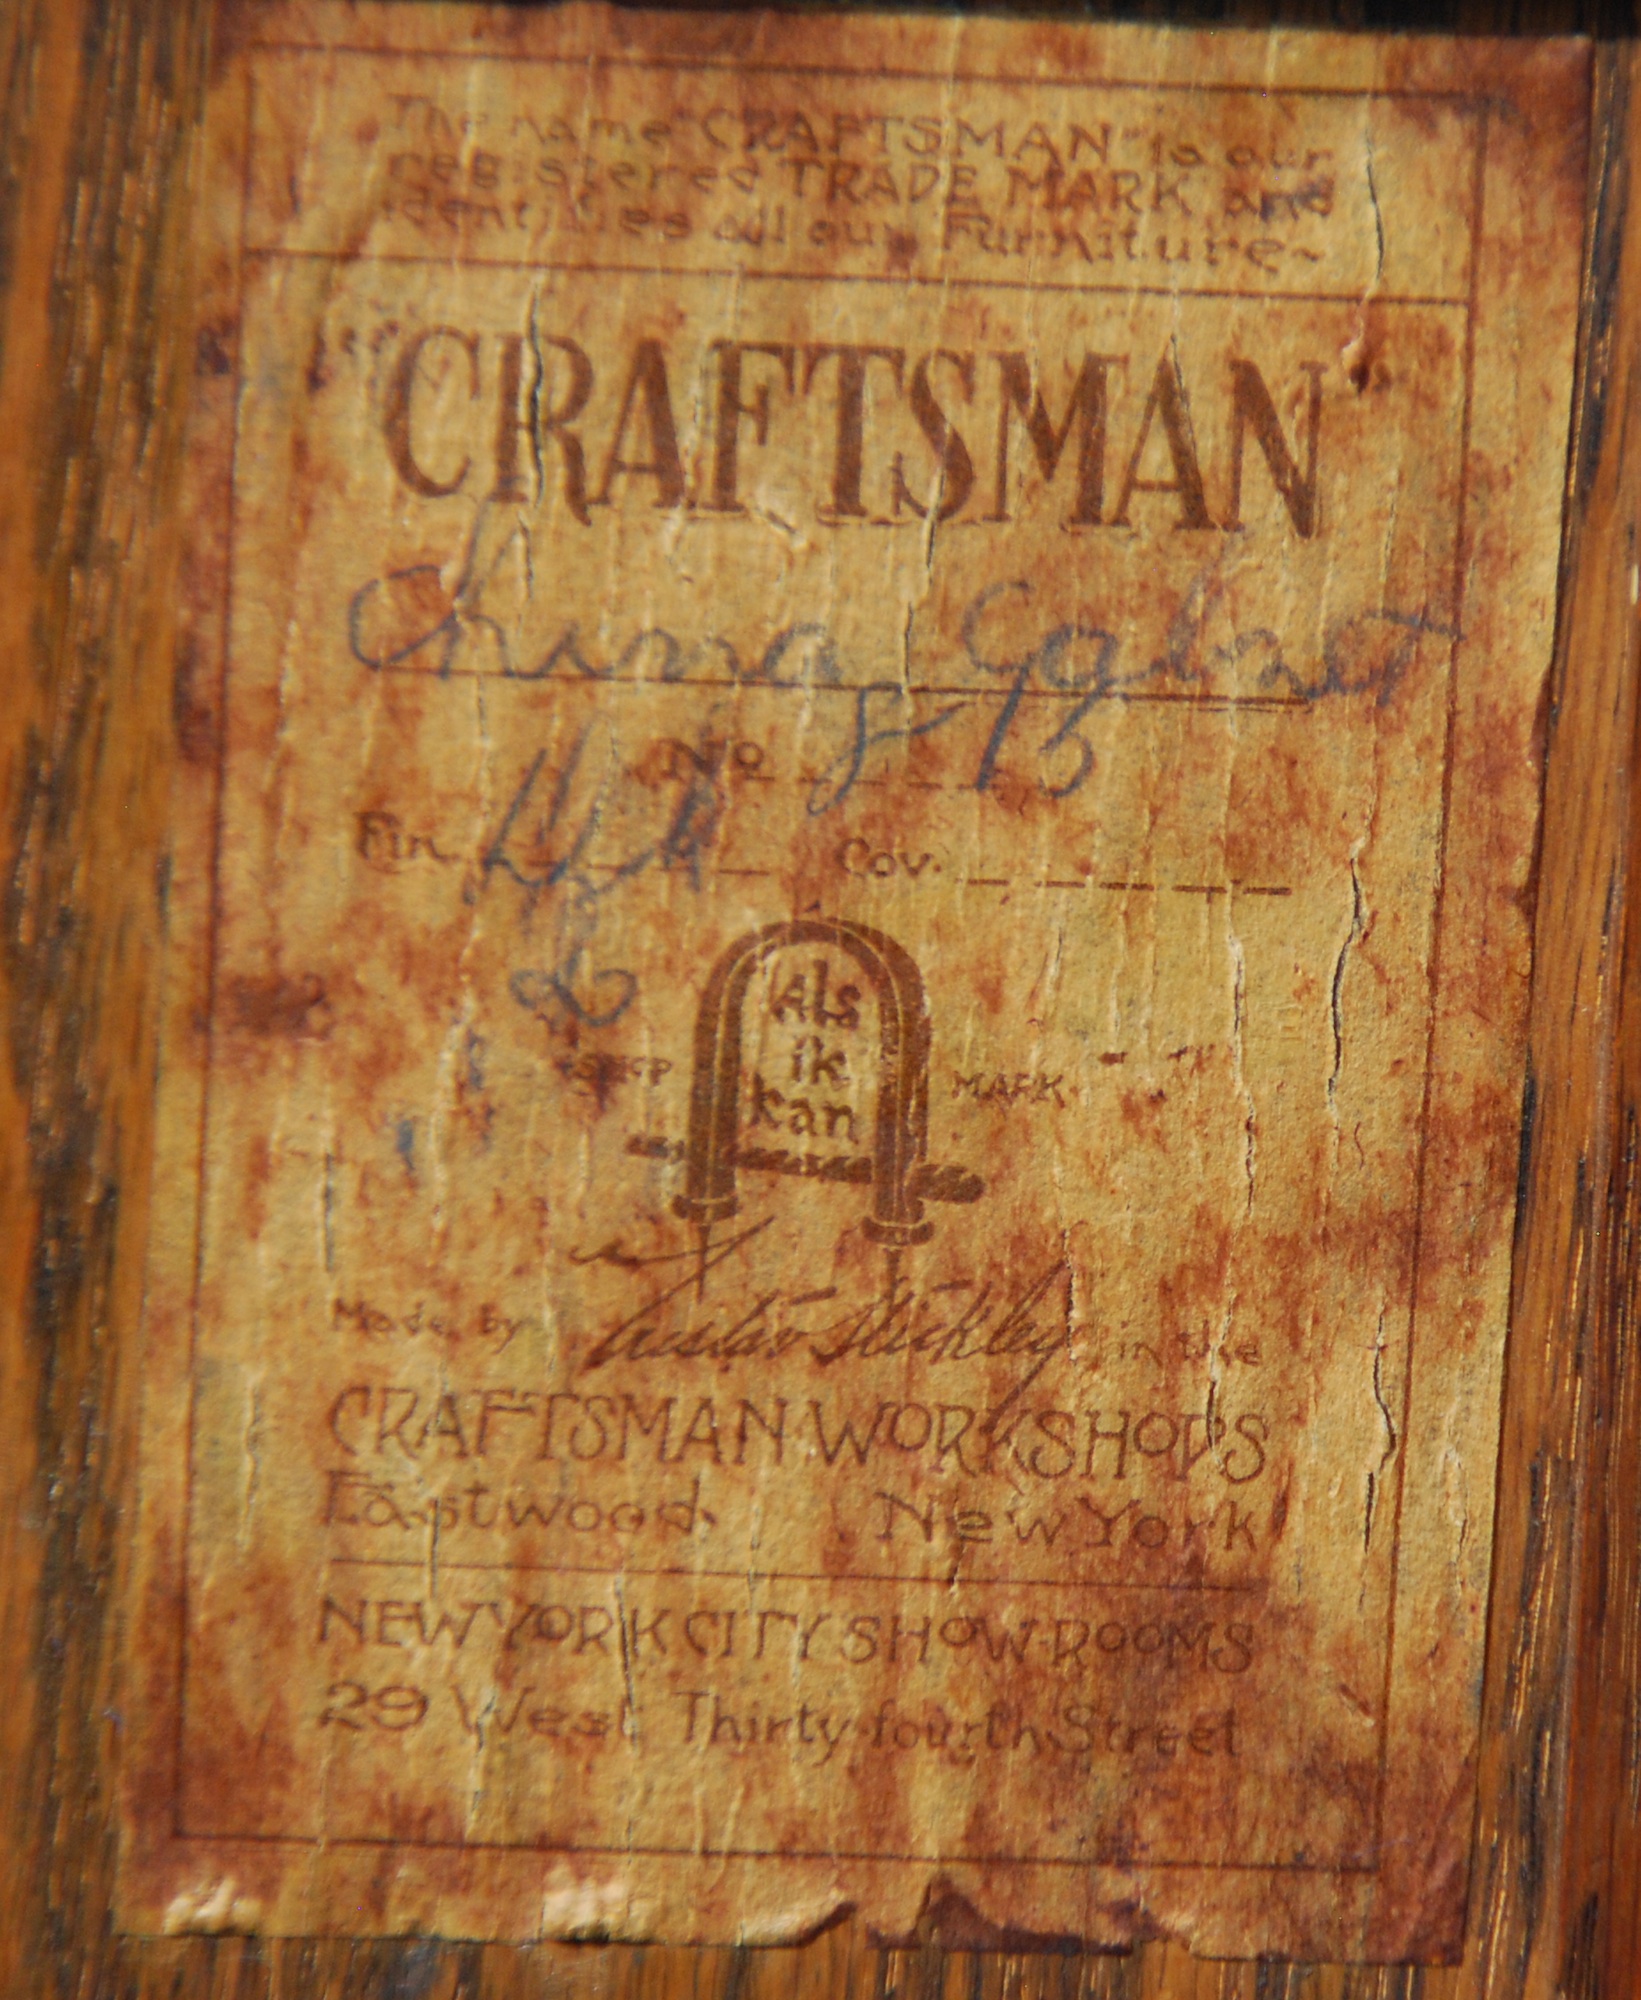 The name "CRAFTSMAN" is our
registered TRADE MARK and
identifies all our Furniture~
"CRAFTSMAN"
China Cabinet
No 815
Fin. Cov.
Als
ik
kan
MARK
Made by Gustav Stickley in the
CRAFTSMAN WORKSHOPS
Eastwood. New York
NEW YORK CITY SHOW-ROOMS
29 West Thirty-fourth Street